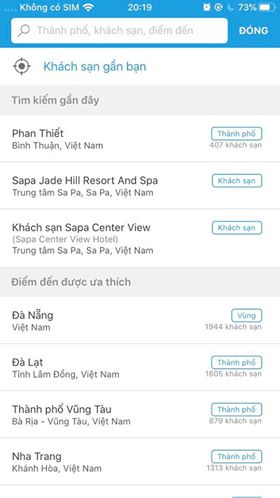 Không có SIM 20:19 73%
Thành phố, khách sạn, điểm đến ĐÓNG
Khách sạn gần bạn
Tìm kiếm gần đây
Phan Thiết Thành phố
Bình Thuận, Việt Nam 407 khách sạn
Sapa Jade Hill Resort And Spa Khách sạn
Trung tâm Sa Pa, Sa Pa, Việt Nam
Khách sạn Sapa Center View Khách sạn
(Sapa Center View Hotel)
Trung tâm Sa Pa, Sa Pa, Việt Nam
Điểm đến được ưa thích
Đà Nẵng Vùng
Việt Nam 1944 khách sạn
Đà Lạt Thành phố
Tỉnh Lâm Đồng, Việt Nam 1605 khách sạn
Thành phố Vũng Tàu Thành phố
Bà Rịa - Vũng Tàu, Việt Nam 879 khách sạn
Nha Trang Thành phố
Khánh Hòa, Việt Nam 1313 khách sạn